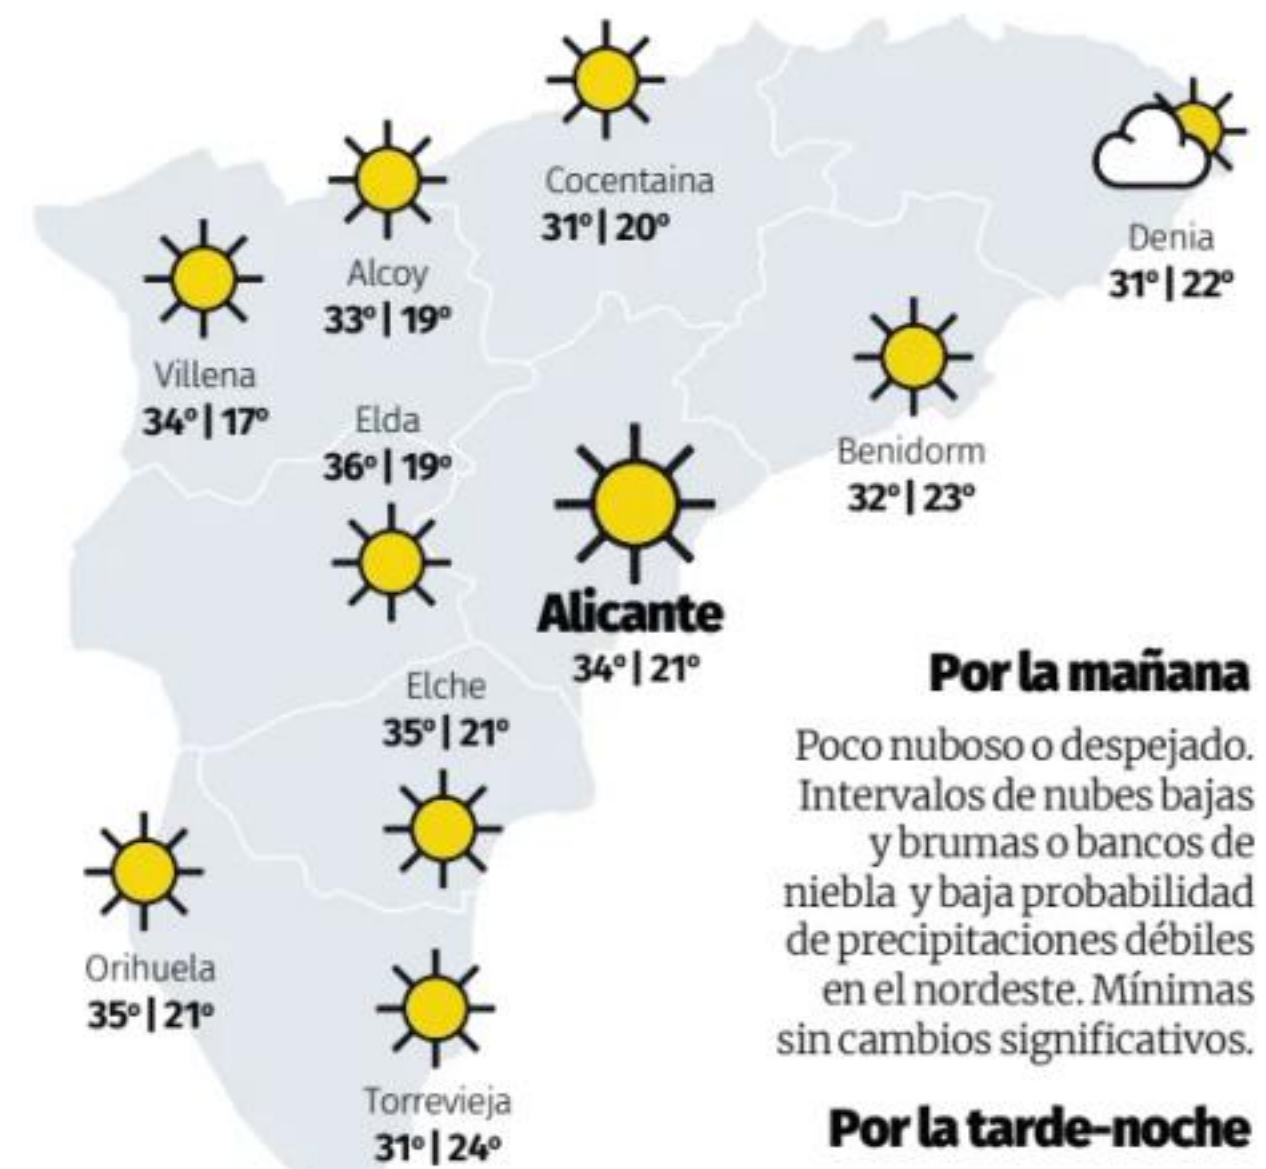 Cocentaina
31º | 20º
Denia
31º | 22º
Alcoy
33º | 19º
Villena
34º | 17º
Elda
36º | 19º
Benidorm
32º | 23º
Alicante
34º | 21º
Elche
35º | 21º
Orihuela
35º | 21º
Torrevieja
31º | 24º
Por la mañana
Poco nuboso o despejado.
Intervalos de nubes bajas
y brumas o bancos de
niebla y baja probabilidad
de precipitaciones débiles
en el nordeste. Mínimas
sin cambios significativos.
Por la tarde-noche